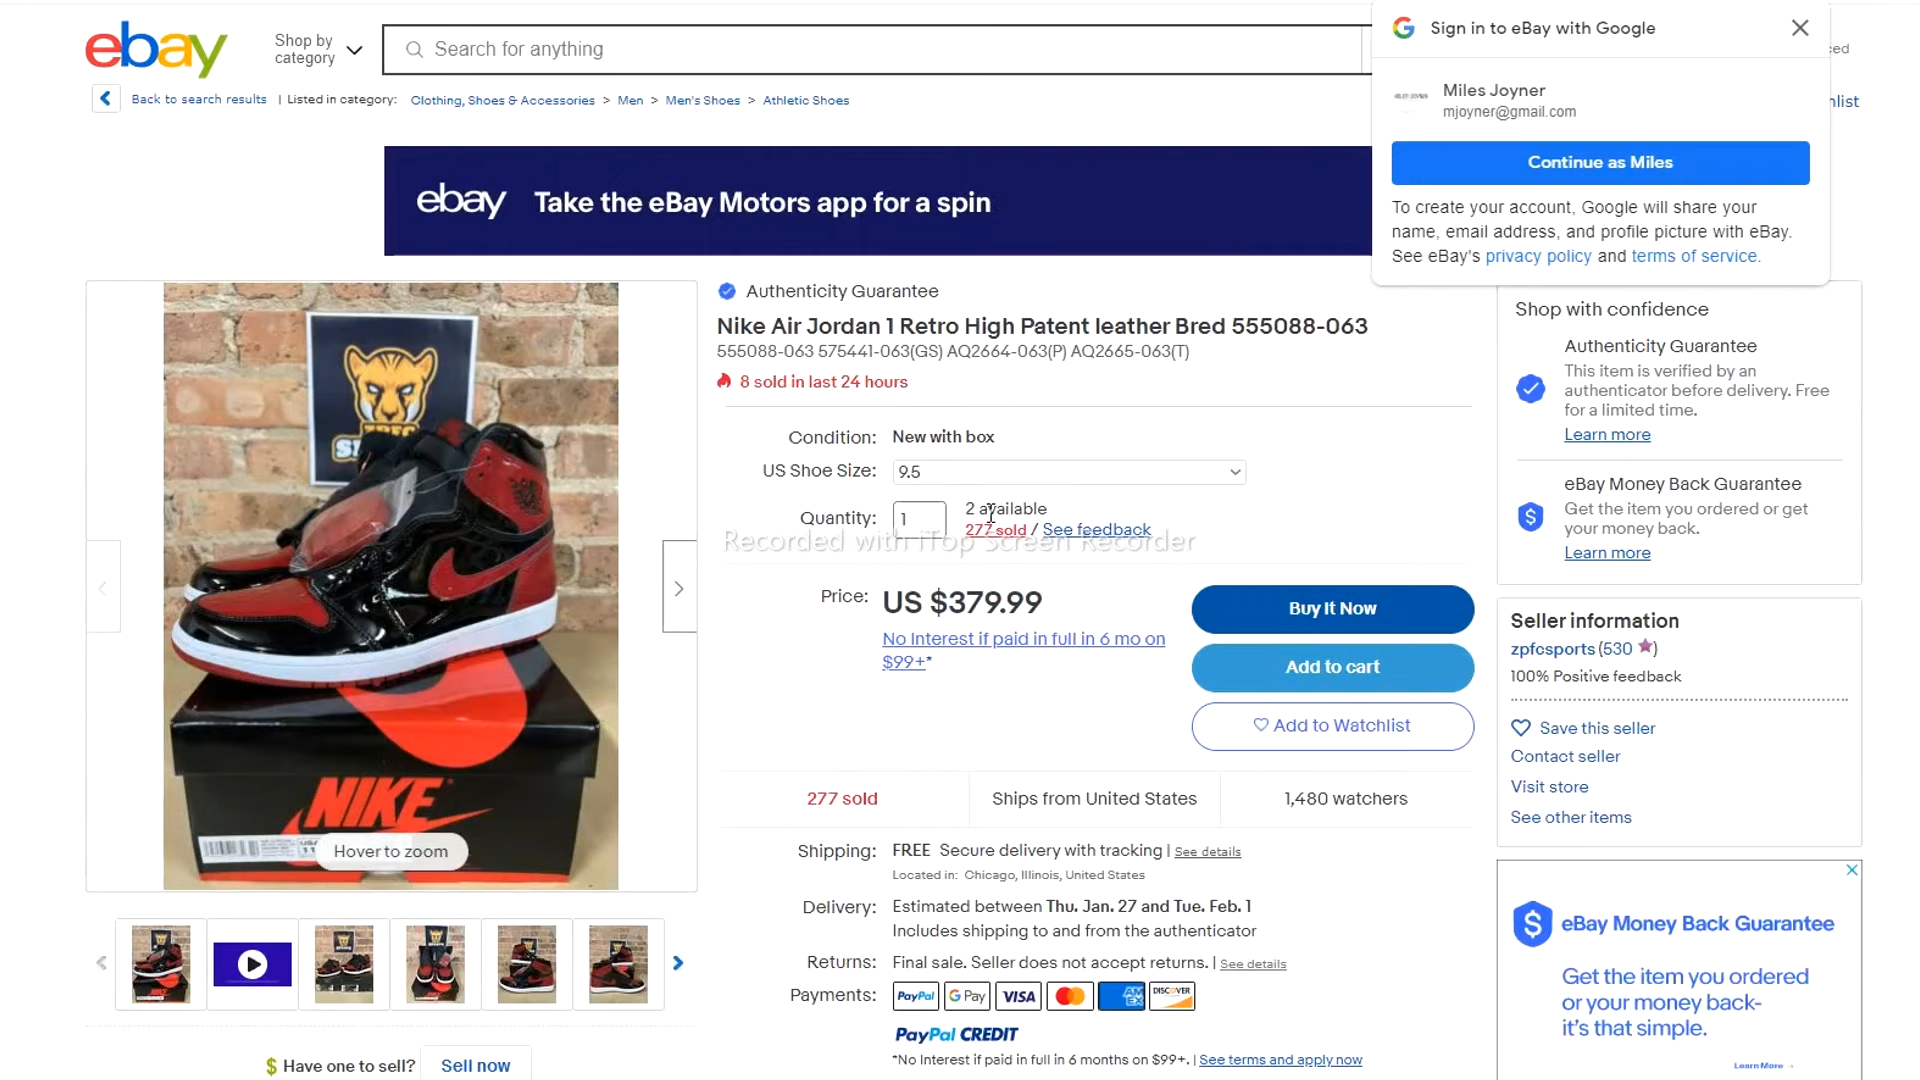 ebay
Shop by
category
Search for anything
Sign in to eBay with Google
Miles Joyner
mjoyner@gmail.com
Continue as Miles
To create your account, Google will share your
name, email address, and profile picture with eBay.
See eBay's privacy policy and terms of service.
Back to search results | Listed in category: Clothing, Shoes & Accessories > Men > Men's Shoes > Athletic Shoes
ebay Take the eBay Motors app for a spin
Authenticity Guarantee
Nike Air Jordan 1 Retro High Patent leather Bred 555088-063
555088-063 575441-063(GS) AQ2664-063(P) AQ2665-063(T)
8 sold in last 24 hours
Condition: New with box
US Shoe Size: 9.5
Quantity: 1
2 available
277 sold / See feedback
Recorded with iTop Screen Recorder
Price: US $379.99
No Interest if paid in full in 6 mo on
$99+*
Buy It Now
Add to cart
Add to Watchlist
277 sold
Ships from United States
1,480 watchers
Shipping: FREE Secure delivery with tracking | See details
Located in: Chicago, Illinois, United States
Delivery: Estimated between Thu. Jan. 27 and Tue. Feb. 1
Includes shipping to and from the authenticator
Returns: Final sale. Seller does not accept returns. | See details
Payments: PayPal G Pay VISA AMEX DISCOVER
PayPal CREDIT
*No Interest if paid in full in 6 months on $99+. | See terms and apply now
NIKE
Hover to zoom
$ Have one to sell? Sell now
Shop with confidence
Authenticity Guarantee
This item is verified by an
authenticator before delivery. Free
for a limited time.
Learn more
eBay Money Back Guarantee
Get the item you ordered or get
your money back.
Learn more
Seller information
zpfcsports (530)
100% Positive feedback
Save this seller
Contact seller
Visit store
See other items
eBay Money Back Guarantee
Get the item you ordered
or your money back-
it's that simple.
Learn More